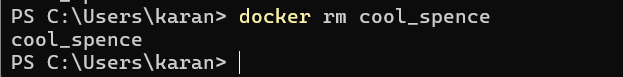 PS C:\Users\karan> docker rm cool_spence
cool_spence
PS C:\Users\karan>